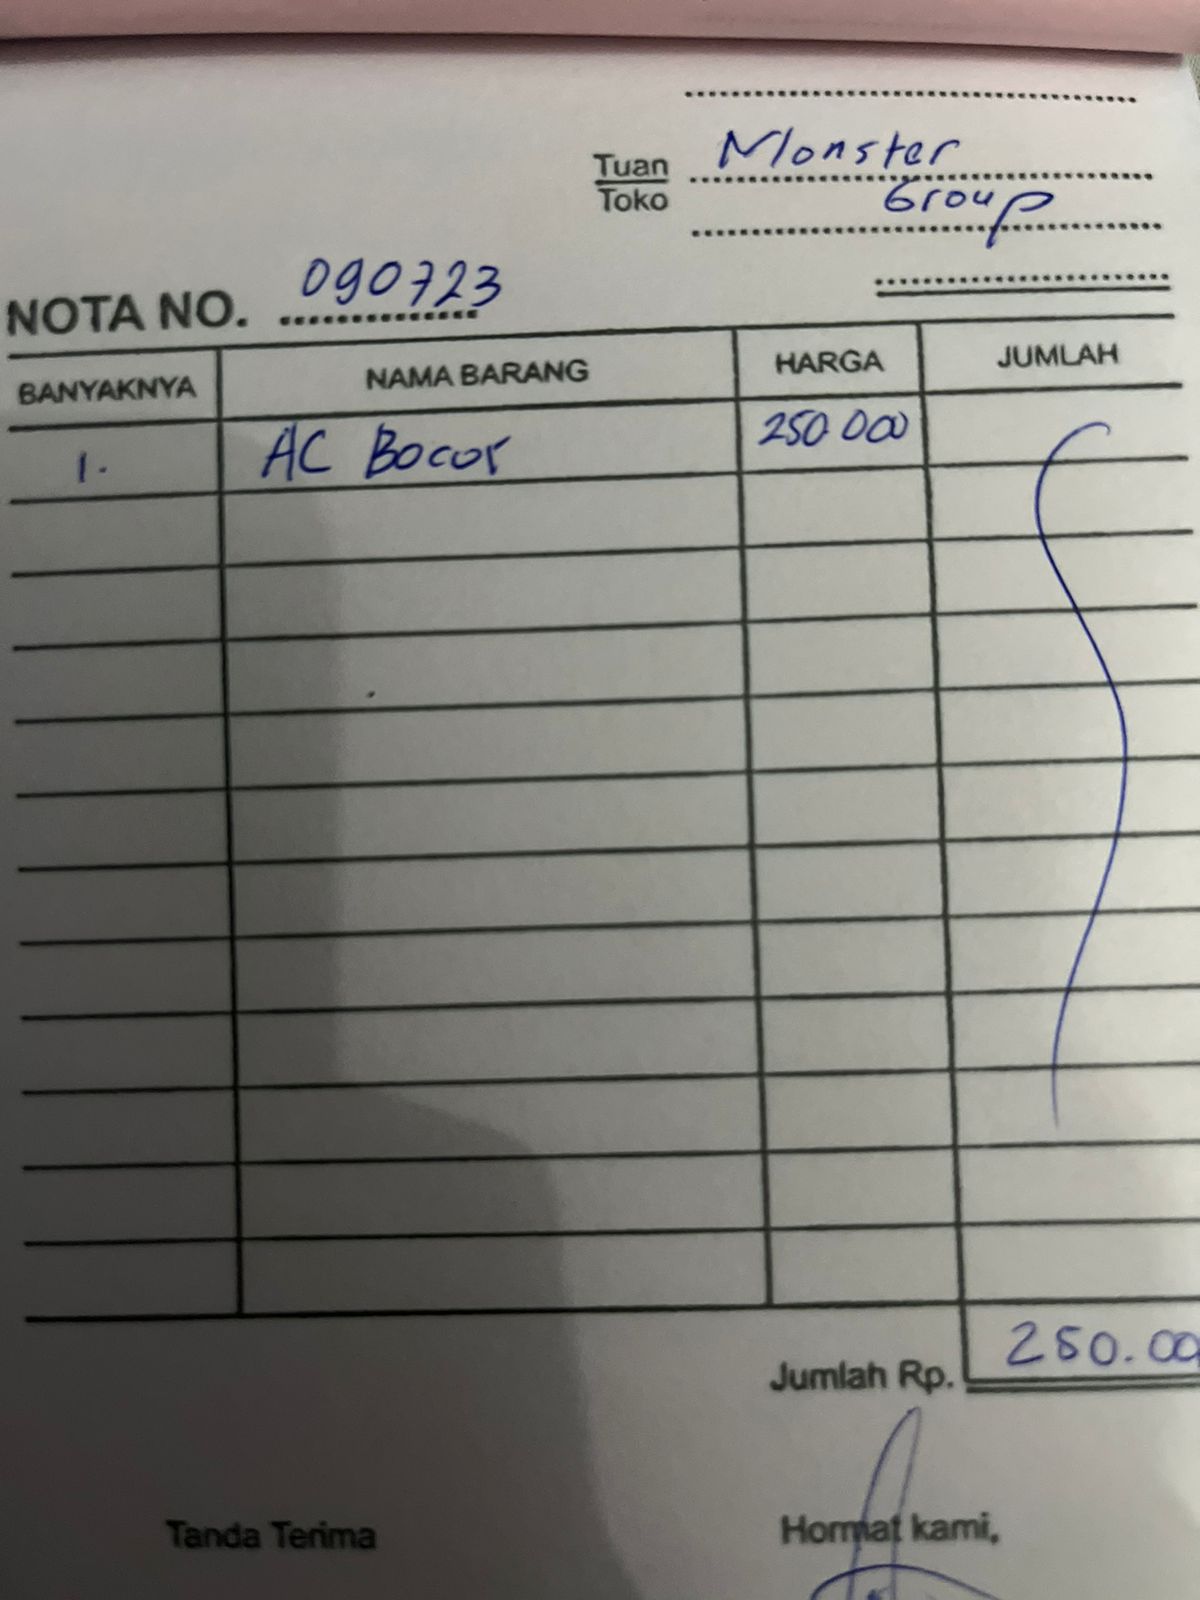 Tuan Monster
Toko Group
NOTA NO. 090723
BANYAKNYA NAMA BARANG HARGA JUMLAH
1. AC Bocor 250.000
Jumlah Rp. 250.00
Tanda Terima Hormat kami,